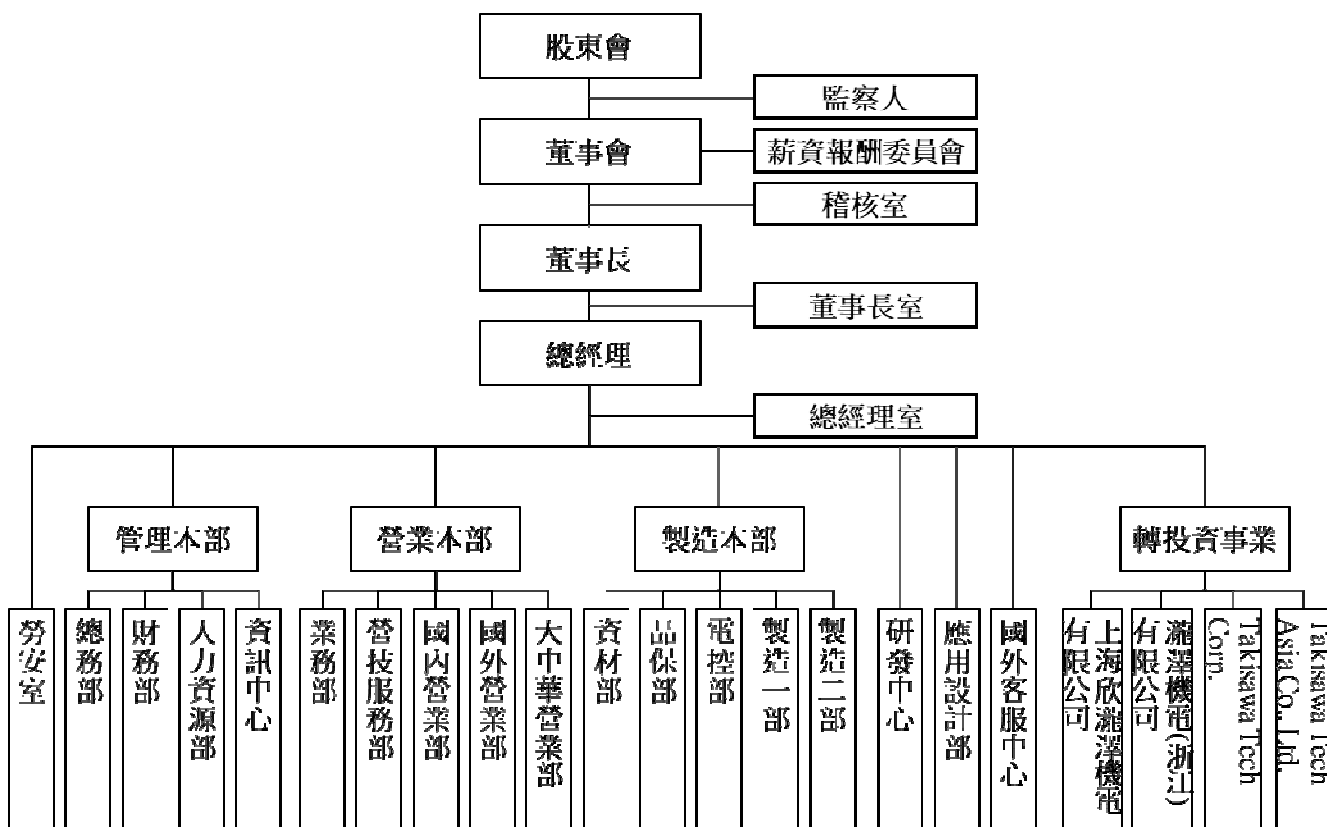 股東會
監察人
董事會
薪資報酬委員會
稽核室
董事長
董事長室
總經理
總經理室
管理本部
營業本部
製造本部
轉投資事業
勞安室
總務部
財務部
人力資源部
資訊中心
業務部
營技服務部
國內營業部
國外營業部
大中華營業部
資材部
品保部
電控部
製造一部
製造二部
研發中心
應用設計部
國外客服中心
上海欣瀧澤機電
有限公司
瀧澤機電(浙江)
有限公司
Takisawa Tech
Corp.
Takisawa Tech
Asia Co., Ltd.